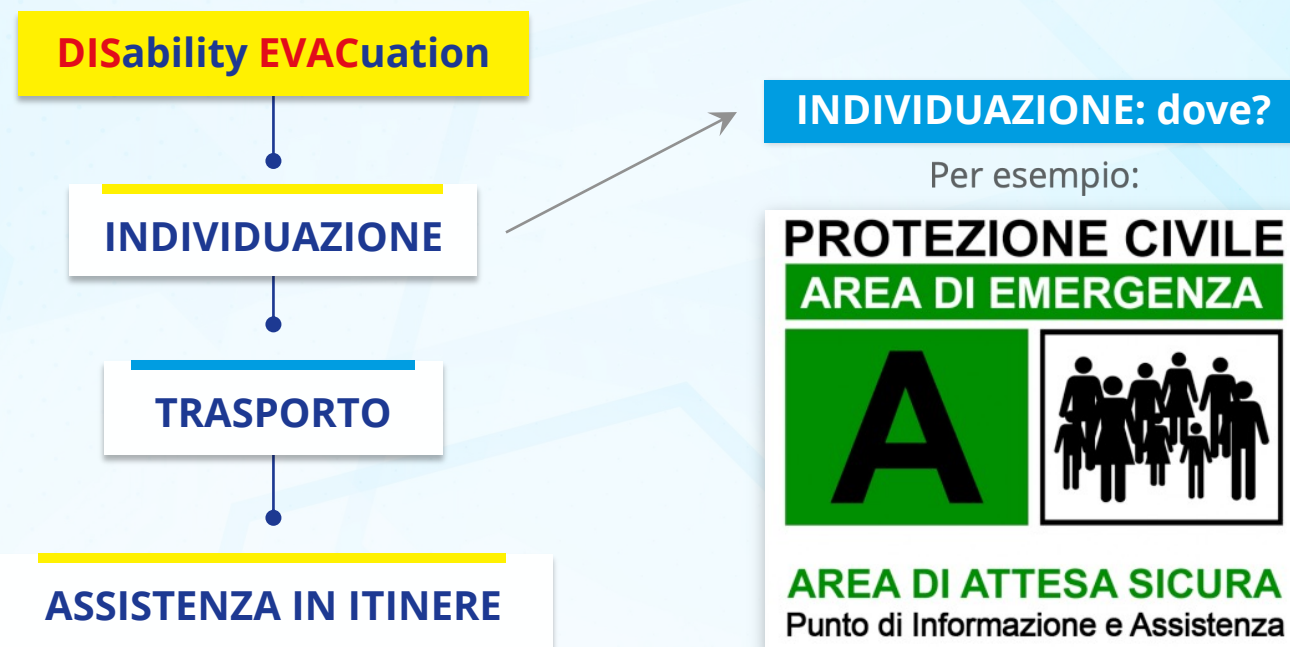 DISability EVACuation
INDIVIDUAZIONE
TRASPORTO
ASSISTENZA IN ITINERE
INDIVIDUAZIONE: dove?
Per esempio:
PROTEZIONE CIVILE
AREA DI EMERGENZA
A
AREA DI ATTESA SICURA
Punto di Informazione e Assistenza